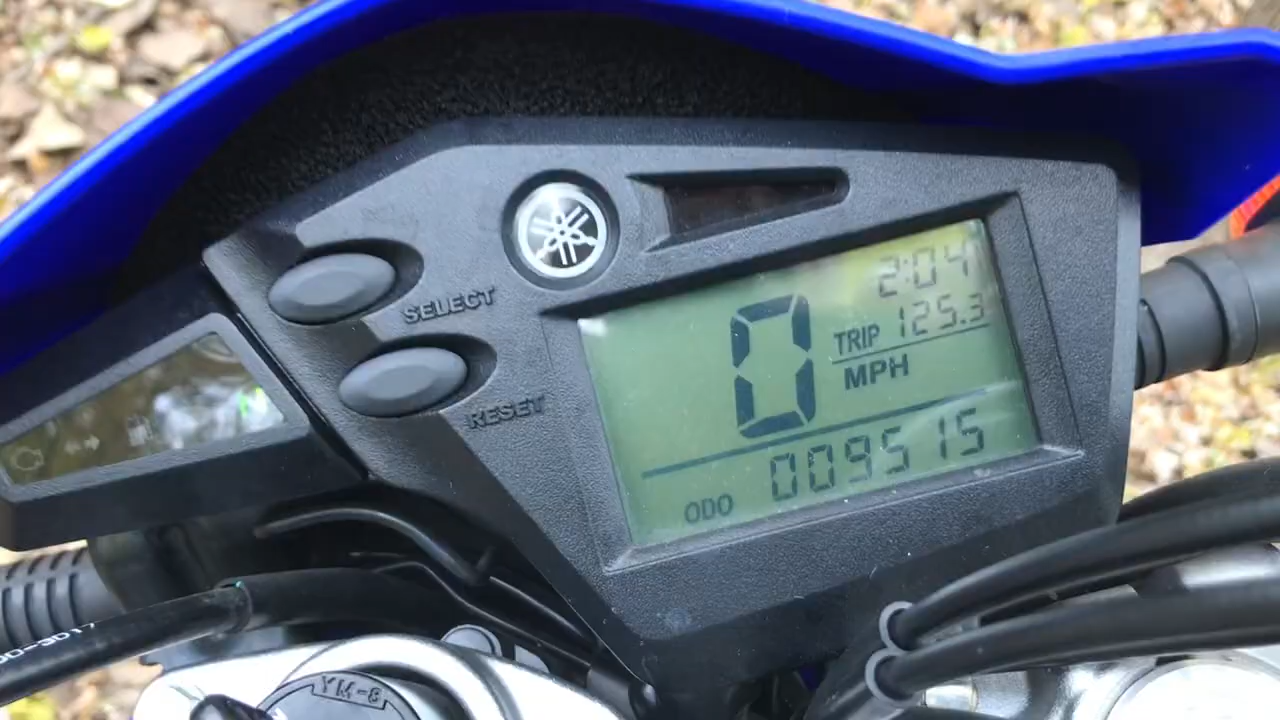 SELECT
RESET
2:04
TRIP 125.3
0 MPH
ODO 009515
YM-8